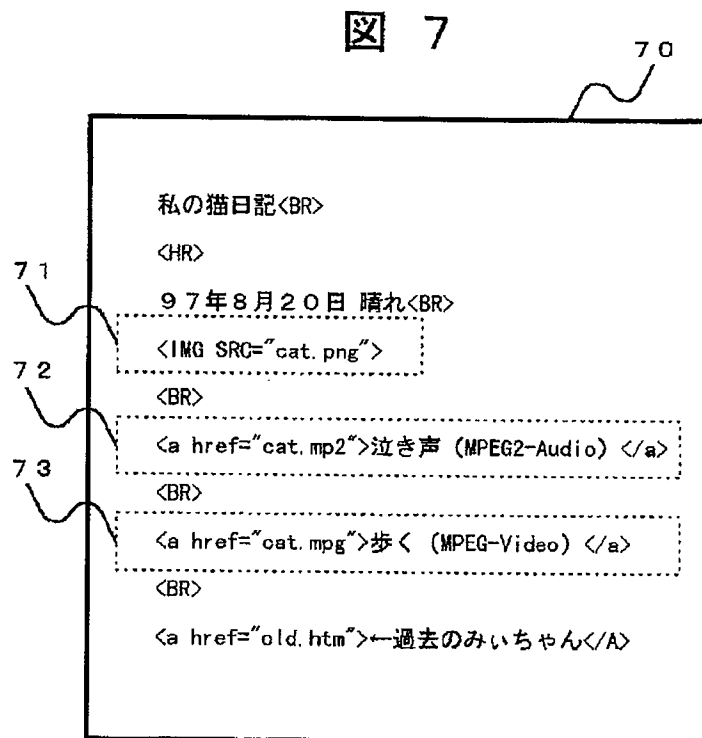 図 7
70
私の猫日記<BR>
<HR>
71
97年8月20日 晴れ<BR>
<IMG SRC="cat.png">
72
<BR>
<a href="cat.mp2">泣き声 (MPEG2-Audio) </a>
73
<BR>
<a href="cat.mpg">歩く (MPEG-Video) </a>
<BR>
<a href="old.htm">←過去のみぃちゃん</A>